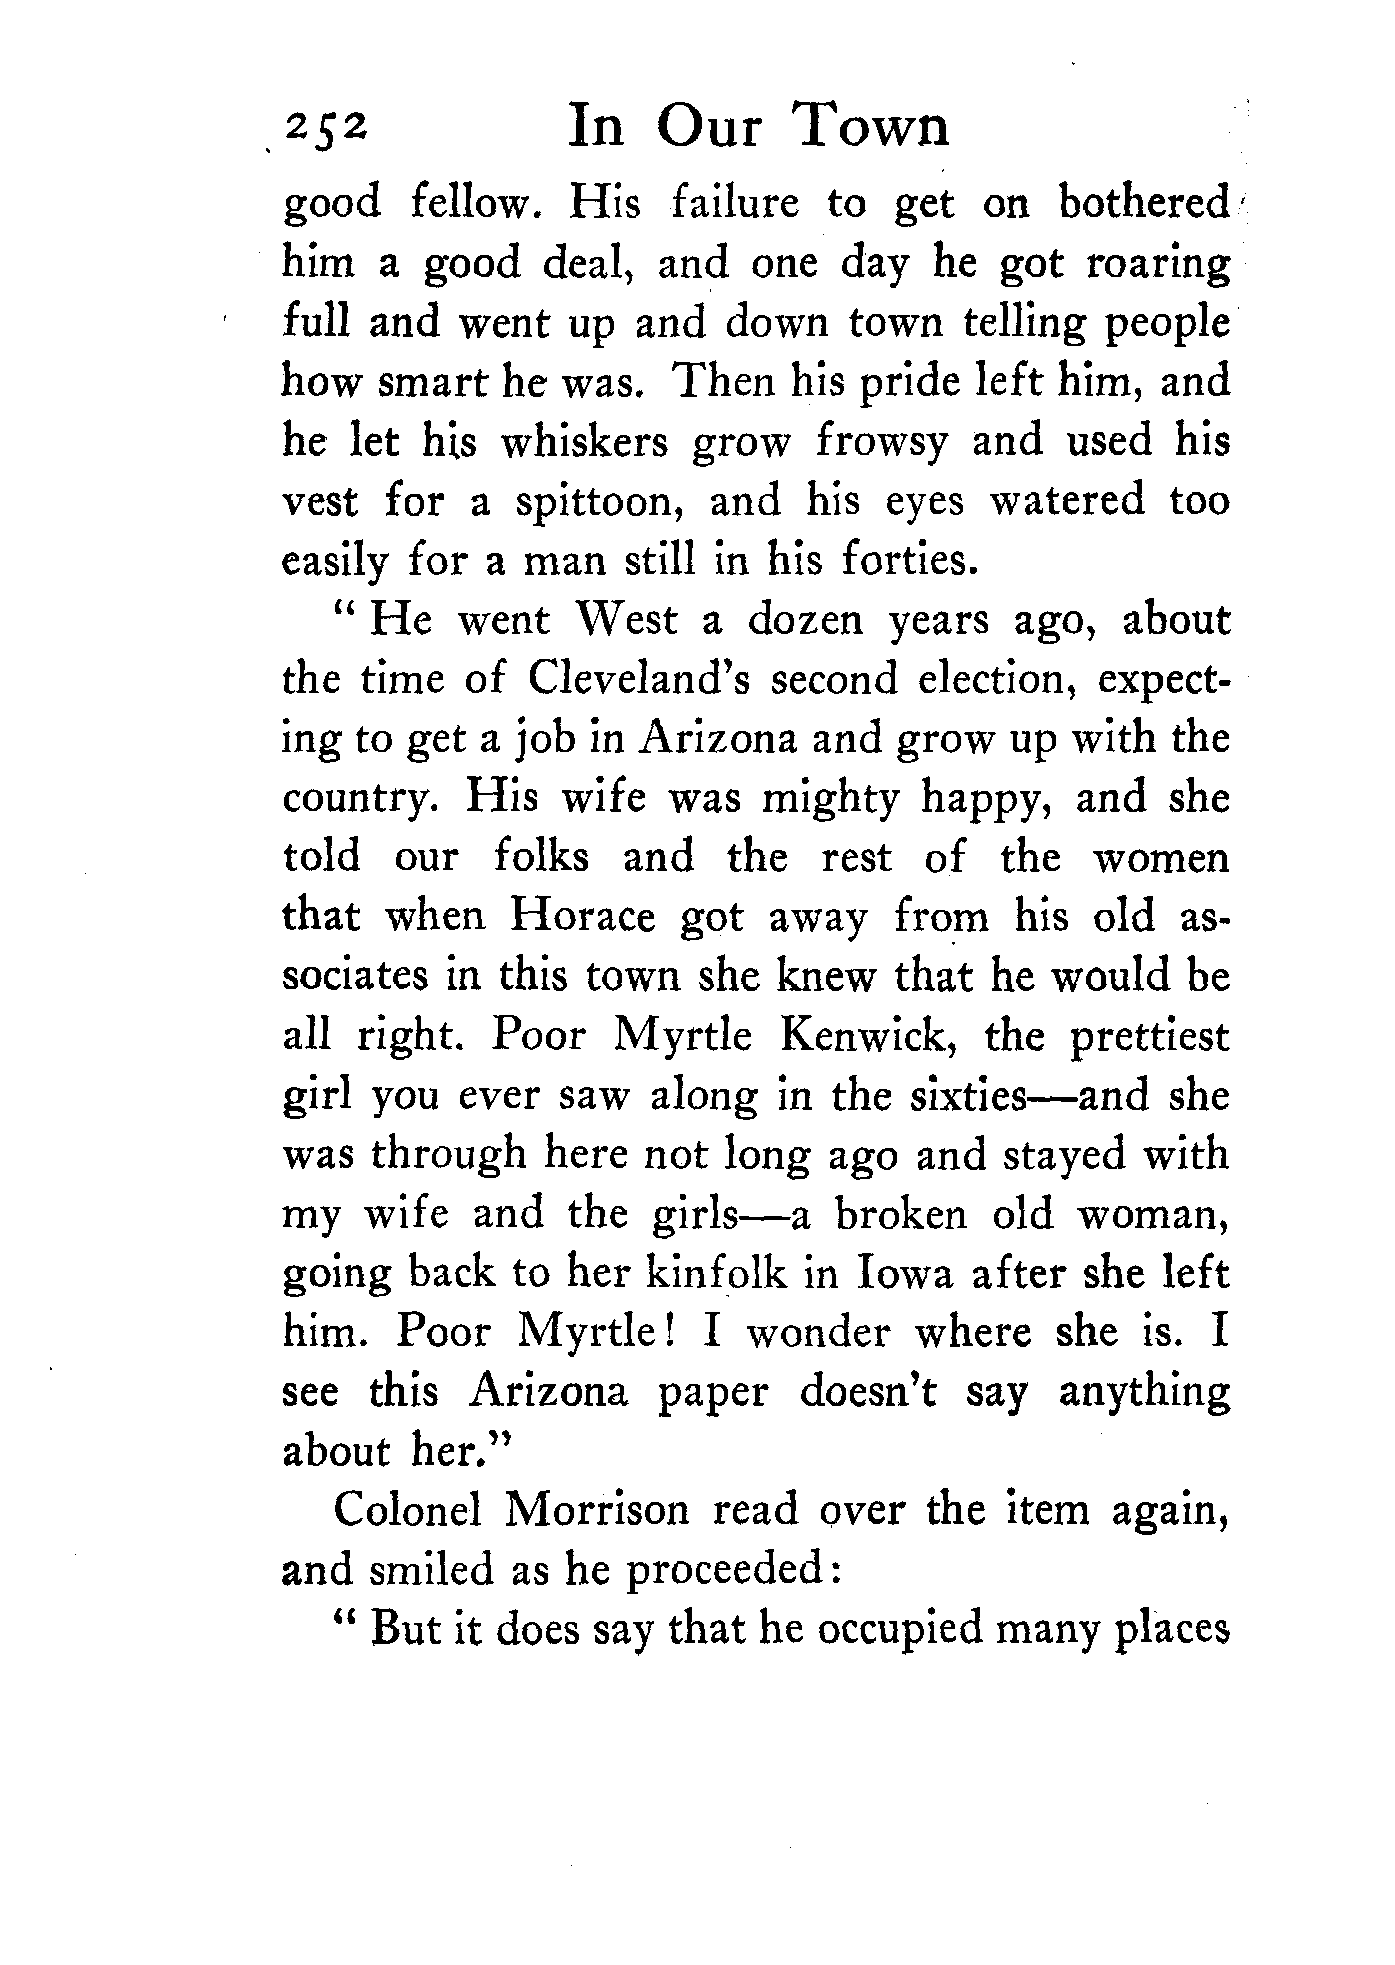 252 In Our Town
good fellow. His failure to get on bothered
him a good deal, and one day he got roaring
full and went up and down town telling people
how smart he was. Then his pride left him, and
he let his whiskers grow frowsy and used his
vest for a spittoon, and his eyes watered too
easily for a man still in his forties.
“ He went West a dozen years ago, about
the time of Cleveland’s second election, expect-
ing to get a job in Arizona and grow up with the
country. His wife was mighty happy, and she
told our folks and the rest of the women
that when Horace got away from his old as-
sociates in this town she knew that he would be
all right. Poor Myrtle Kenwick, the prettiest
girl you ever saw along in the sixties—and she
was through here not long ago and stayed with
my wife and the girls—a broken old woman,
going back to her kinfolk in Iowa after she left
him. Poor Myrtle! I wonder where she is. I
see this Arizona paper doesn’t say anything
about her.”
Colonel Morrison read over the item again,
and smiled as he proceeded:
“ But it does say that he occupied many places